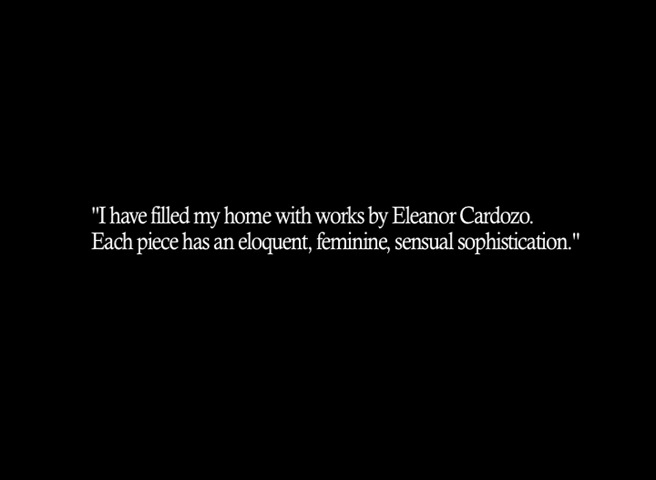 "I have filled my home with works by Eleanor Cardozo.
Each piece has an eloquent, feminine, sensual sophistication."